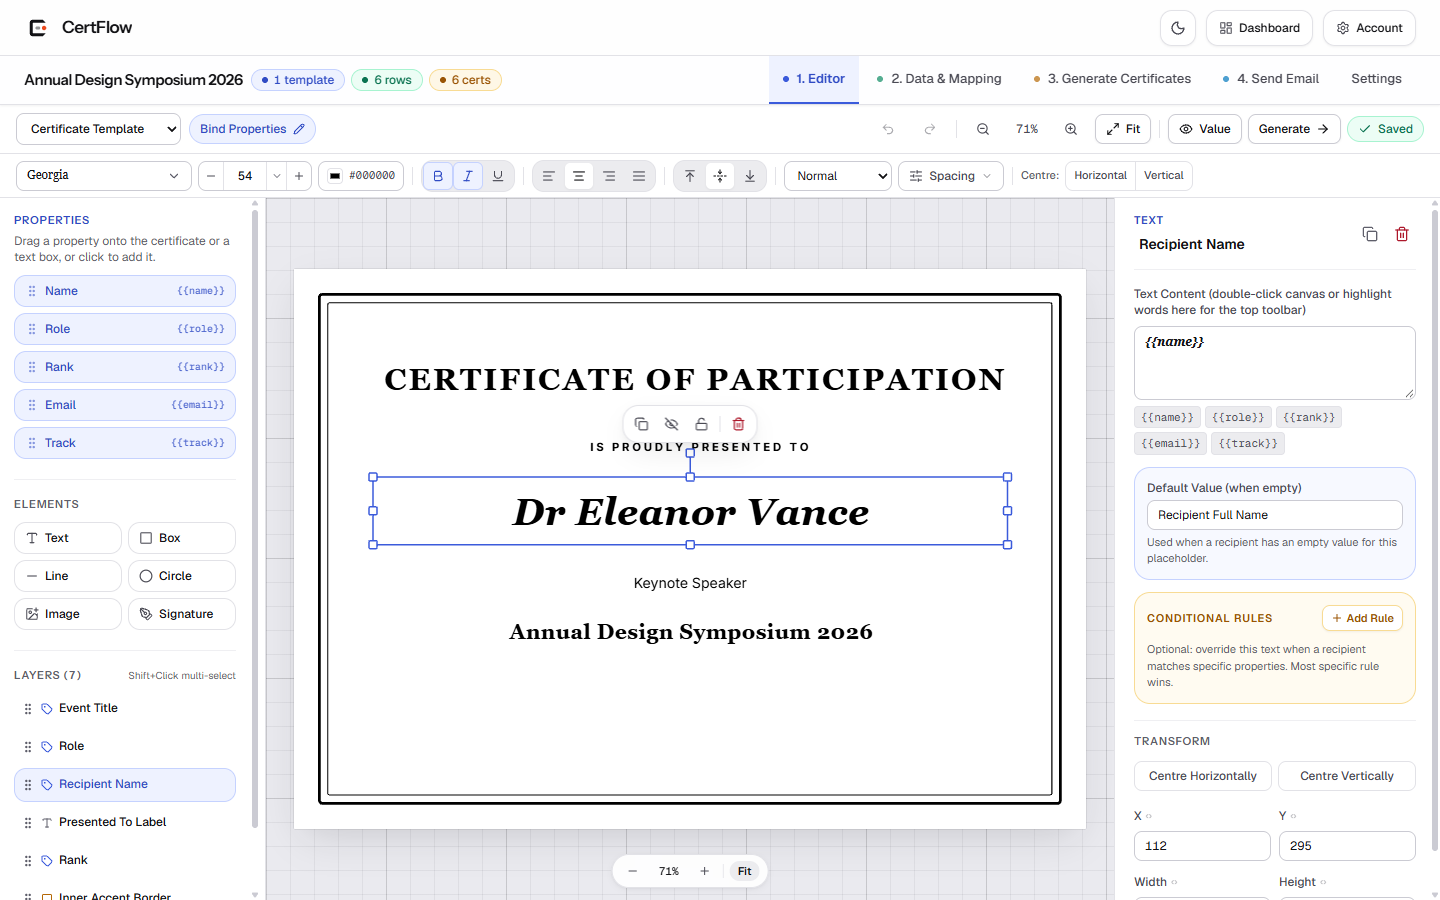 CertFlow
Dashboard
Account
Annual Design Symposium 2026
1 template
6 rows
6 certs
1. Editor
2. Data & Mapping
3. Generate Certificates
4. Send Email
Settings
Certificate Template
Bind Properties
71%
Fit
Value
Generate
Saved
Georgia
54
#000000
B
I
U
Normal
Spacing
Centre:
Horizontal
Vertical
PROPERTIES
Drag a property onto the certificate or a
text box, or click to add it.
Name {{name}}
Role {{role}}
Rank {{rank}}
Email {{email}}
Track {{track}}
ELEMENTS
Text
Box
Line
Circle
Image
Signature
LAYERS (7)
Shift+Click multi-select
Event Title
Role
Recipient Name
Presented To Label
Rank
Inner Accent Border
CERTIFICATE OF PARTICIPATION
IS PROUDLY PRESENTED TO
Dr Eleanor Vance
Keynote Speaker
Annual Design Symposium 2026
71%
Fit
TEXT
Recipient Name
Text Content (double-click canvas or highlight
words here for the top toolbar)
{{name}}
{{name}} {{role}} {{rank}}
{{email}} {{track}}
Default Value (when empty)
Recipient Full Name
Used when a recipient has an empty value for this
placeholder.
CONDITIONAL RULES
Add Rule
Optional: override this text when a recipient
matches specific properties. Most specific rule
wins.
TRANSFORM
Centre Horizontally
Centre Vertically
X
Y
112
295
Width
Height